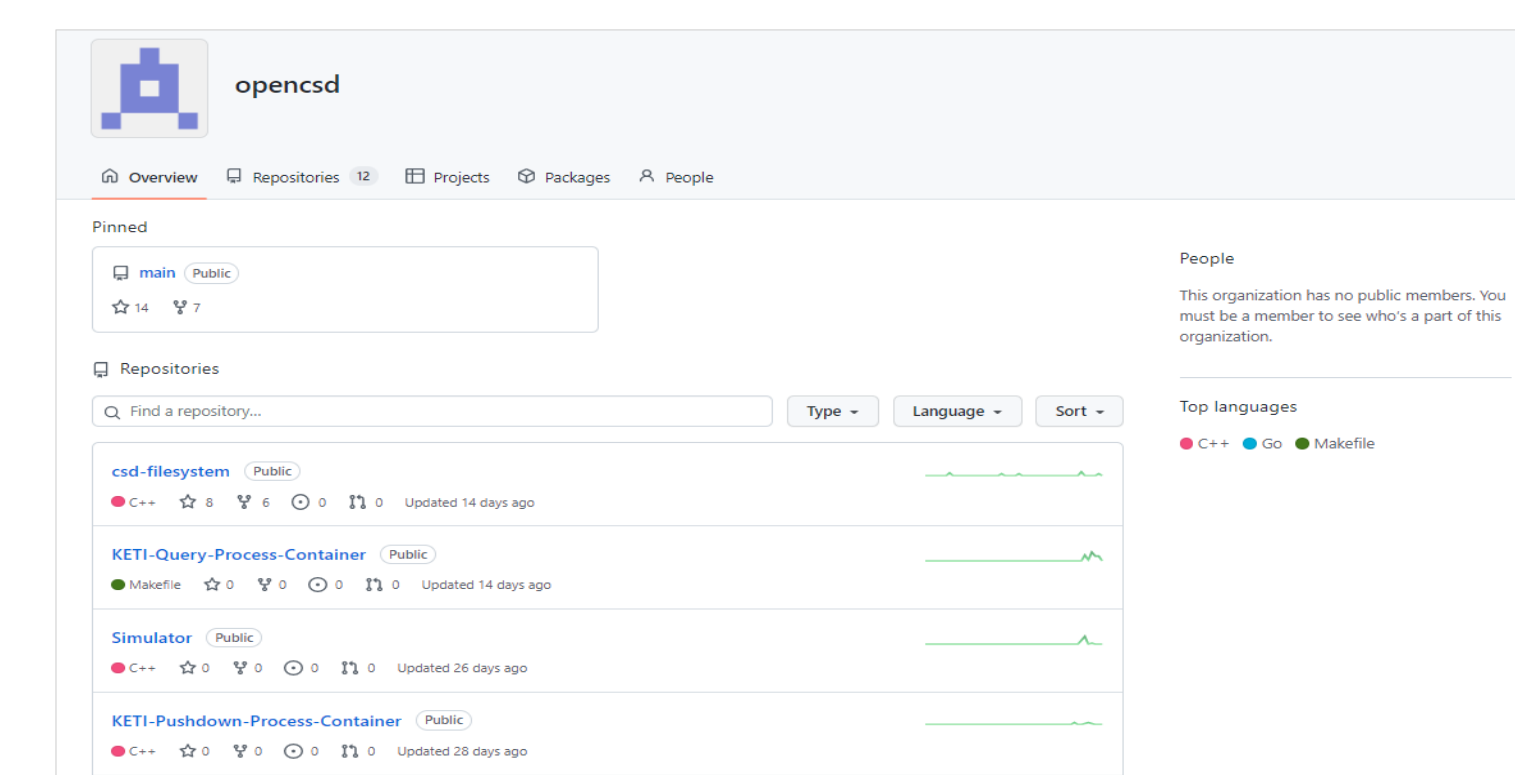 opencsd
Overview Repositories 12 Projects Packages People
Pinned
main Public
14 7
Repositories
Find a repository... Type Language Sort
csd-filesystem Public
C++ 8 6 0 0 Updated 14 days ago
KETI-Query-Process-Container Public
Makefile 0 0 0 0 Updated 14 days ago
Simulator Public
C++ 0 0 0 0 Updated 26 days ago
KETI-Pushdown-Process-Container Public
C++ 0 0 0 0 Updated 28 days ago
People
This organization has no public members. You
must be a member to see who's a part of this
organization.
Top languages
C++ Go Makefile